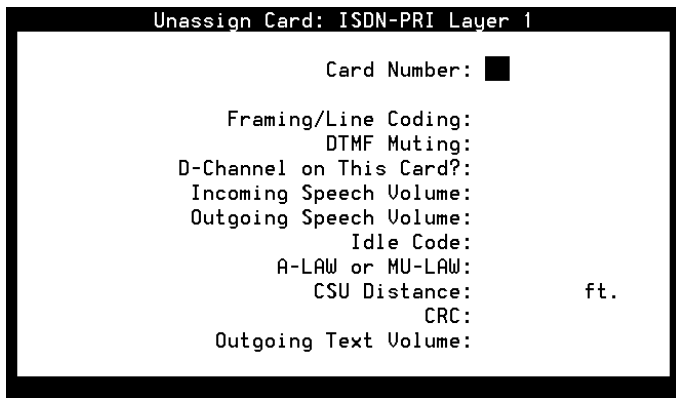 Unassign Card: ISDN-PRI Layer 1
Card Number:
Framing/Line Coding:
DTMF Muting:
D-Channel on This Card?:
Incoming Speech Volume:
Outgoing Speech Volume:
Idle Code:
A-LAW or MU-LAW:
CSU Distance: ft.
CRC:
Outgoing Text Volume: